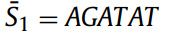 S̄₁ = AGATAT